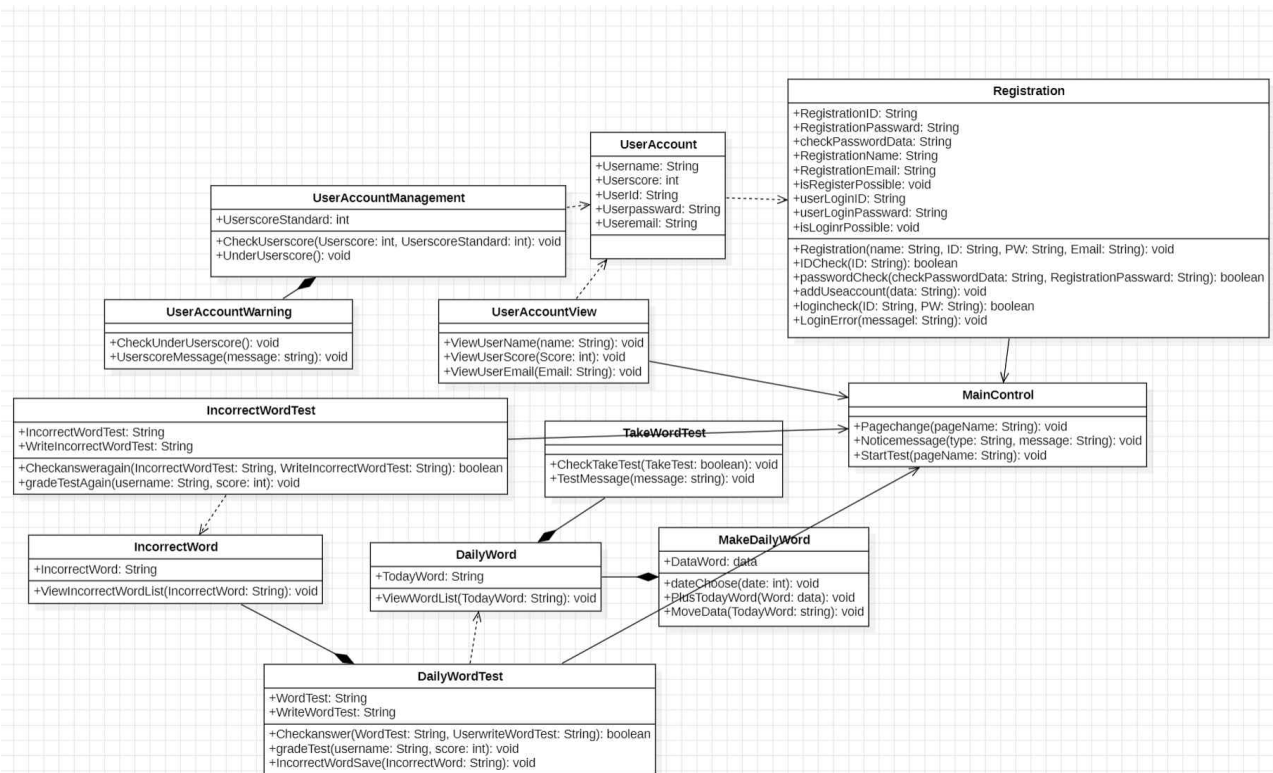 Registration
+RegistrationID: String
+RegistrationPassward: String
+checkPasswordData: String
+RegistrationName: String
+RegistrationEmail: String
+isRegisterPossible: void
+userLoginID: String
+userLoginPassward: String
+isLoginrPossible: void
+Registration(name: String, ID: String, PW: String, Email: String): void
+IDCheck(ID: String): boolean
+passwordCheck(checkPasswordData: String, RegistrationPassward: String): boolean
+addUseaccount(data: String): void
+logincheck(ID: String, PW: String): boolean
+LoginError(messagel: String): void
UserAccount
+Username: String
+Userscore: int
+UserId: String
+Userpassward: String
+Useremail: String
UserAccountManagement
+UserscoreStandard: int
+CheckUserscore(Userscore: int, UserscoreStandard: int): void
+UnderUserscore(): void
UserAccountWarning
+CheckUnderUserscore(): void
+UserscoreMessage(message: string): void
UserAccountView
+ViewUserName(name: String): void
+ViewUserScore(Score: int): void
+ViewUserEmail(Email: String): void
MainControl
+Pagechange(pageName: String): void
+Noticemessage(type: String, message: String): void
+StartTest(pageName: String): void
IncorrectWordTest
+IncorrectWordTest: String
+WriteIncorrectWordTest: String
+Checkansweragain(IncorrectWordTest: String, WriteIncorrectWordTest: String): boolean
+gradeTestAgain(username: String, score: int): void
TakeWordTest
+CheckTakeTest(TakeTest: boolean): void
+TestMessage(message: string): void
IncorrectWord
+IncorrectWord: String
+ViewIncorrectWordList(IncorrectWord: String): void
DailyWord
+TodayWord: String
+ViewWordList(TodayWord: String): void
MakeDailyWord
+DataWord: data
+dateChoose(date: int): void
+PlusTodayWord(Word: data): void
+MoveData(TodayWord: string): void
DailyWordTest
+WordTest: String
+WriteWordTest: String
+Checkanswer(WordTest: String, UserwriteWordTest: String): boolean
+gradeTest(username: String, score: int): void
+IncorrectWordSave(IncorrectWord: String): void